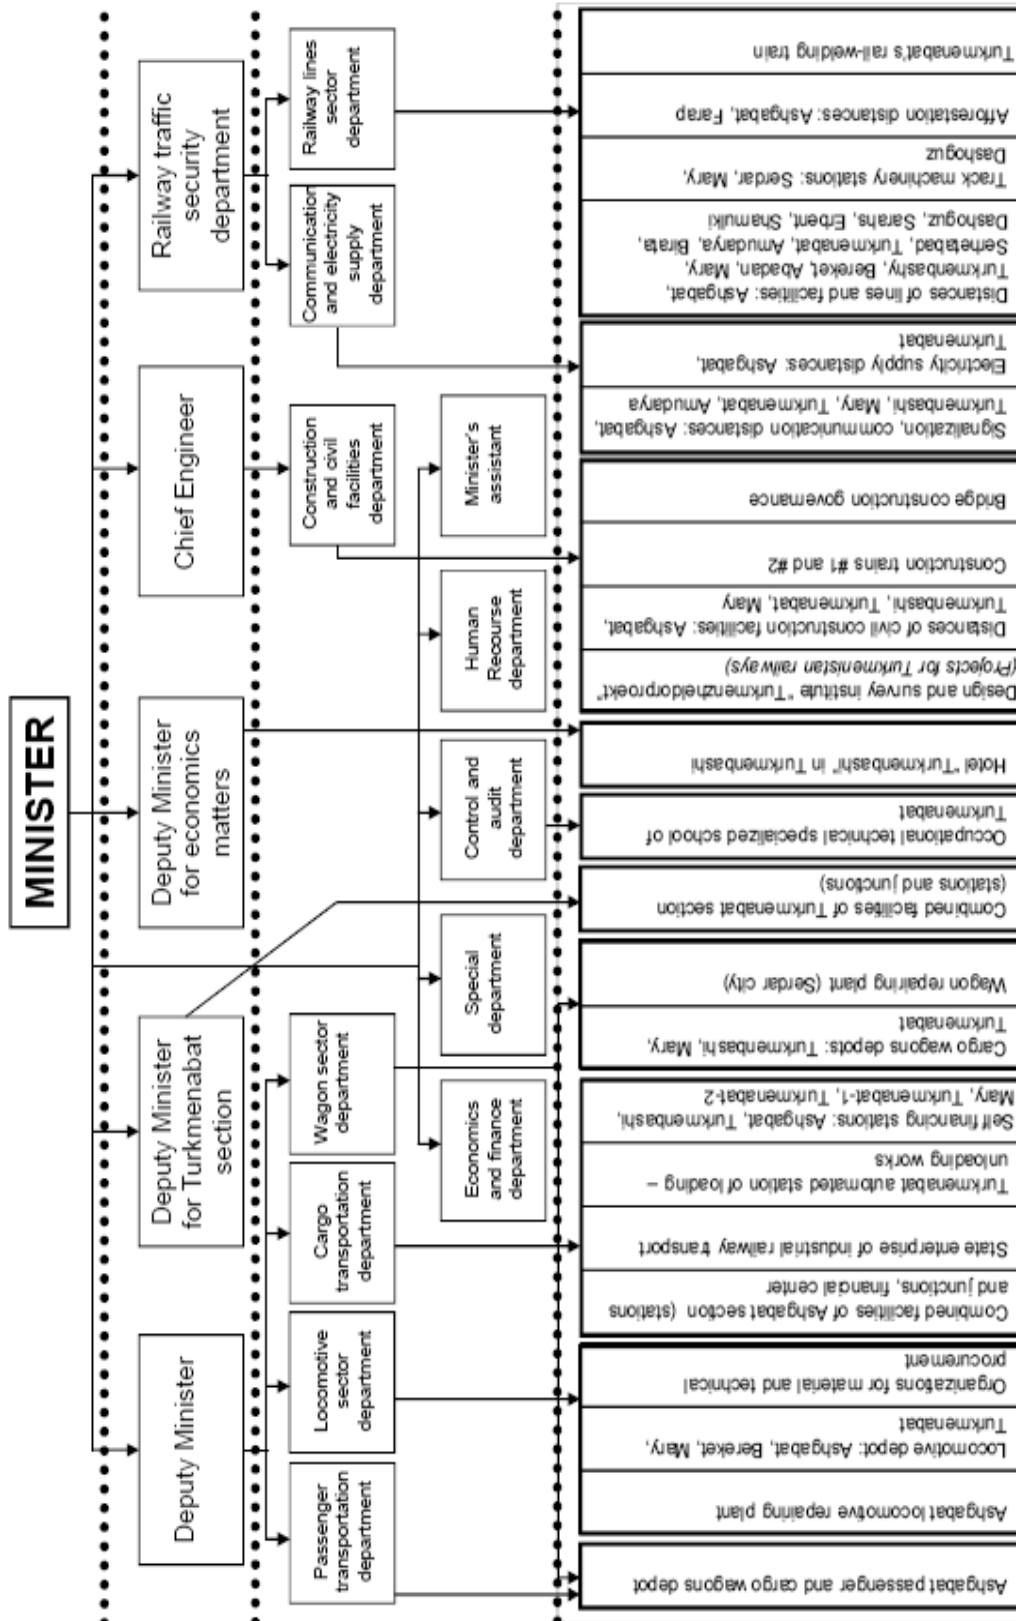 MINISTER
Deputy Minister
Deputy Minister
for Turkmenabat
section
Deputy Minister
for economics
matters
Chief Engineer
Railway traffic
security
department
Passenger
transportation
department
Locomotive
sector
department
Cargo
transportation
department
Wagon sector
department
Construction
and civil
facilities
department
Communication
and electricity
supply
department
Railway lines
sector
department
Economics
and finance
department
Special
department
Control and
audit
department
Human
Recourse
department
Minister's
assistant
Ashgabat passenger and cargo wagons depot
Ashgabat locomotive repairing plant
Locomotive depot: Ashgabat, Bereket, Mary,
Turkmenabat
Organizations for material and technical
procurement
Combined facilities of Ashgabat section (stations
and junctions, financial center
State enterprise of industrial railway transport
Turkmenabat automated station of loading –
unloading works
Self financing stations: Ashgabat, Turkmenbashi,
Mary, Turkmenabat-1, Turkmenabat-2
Cargo wagons depots: Turkmenbashi, Mary,
Turkmenabat
Wagon repairing plant (Serdar city)
Combined facilities of Turkmenabat section
(stations and junctions)
Occupational technical specialized school of
Turkmenabat
Hotel "Turkmenbashi" in Turkmenbashi
Design and survey institute "Turkmenzheldorproekt"
(Projects for Turkmenistan railways)
Distances of civil construction facilities: Ashgabat,
Turkmenbashi, Turkmenabat, Mary
Construction trains #1 and #2
Bridge construction governance
Signalization, communication distances: Ashgabat,
Turkmenbashi, Mary, Turkmenabat, Amudarya
Electricity supply distances: Ashgabat,
Turkmenabat
Distances of lines and facilities: Ashgabat,
Turkmenbashy, Bereket, Abadan, Mary,
Serhetabad, Turkmenabat, Amudarya, Birata,
Dashoguz, Sarahs, Erbent, Shamulki
Track machinery stations: Serdar, Mary,
Dashoguz
Afforestation distances: Ashgabat, Farap
Turkmenabat's rail-welding train